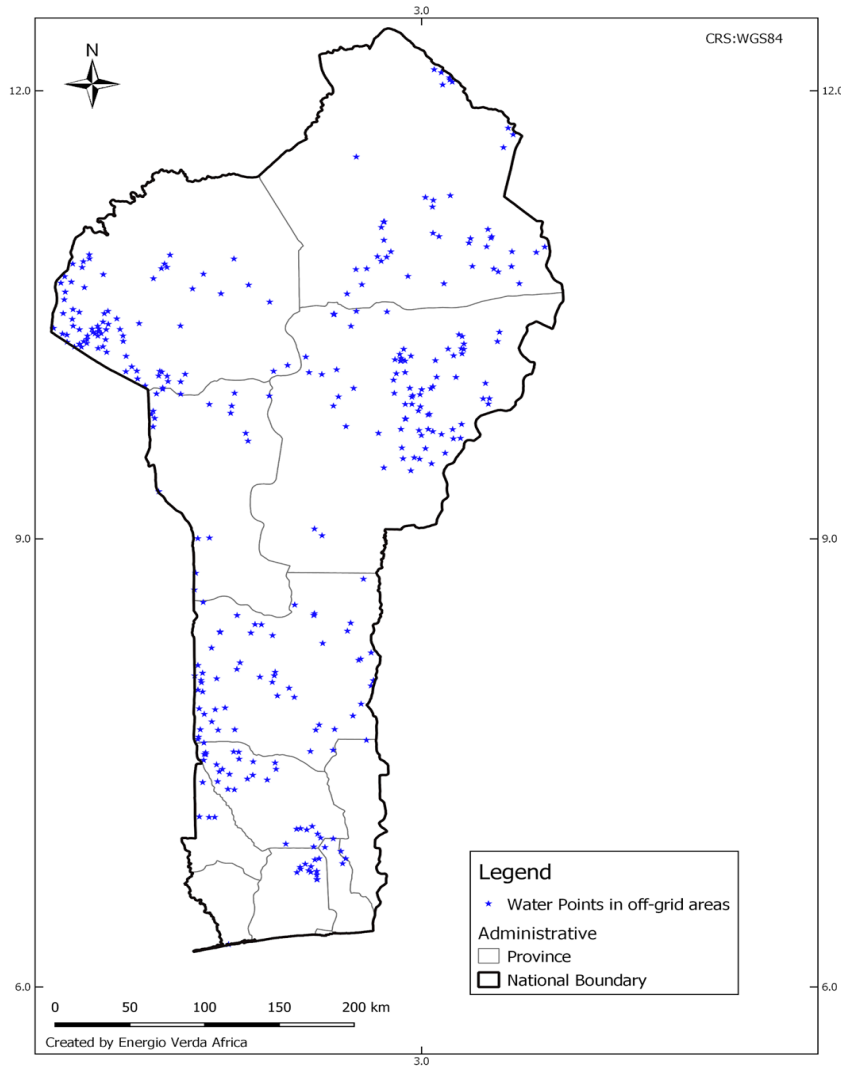 3.0
CRS:WGS84
N
12.0
12.0
9.0
9.0
Legend
Water Points in off-grid areas
Administrative
Province
National Boundary
6.0
6.0
0 50 100 150 200 km
Created by Energio Verda Africa
3.0